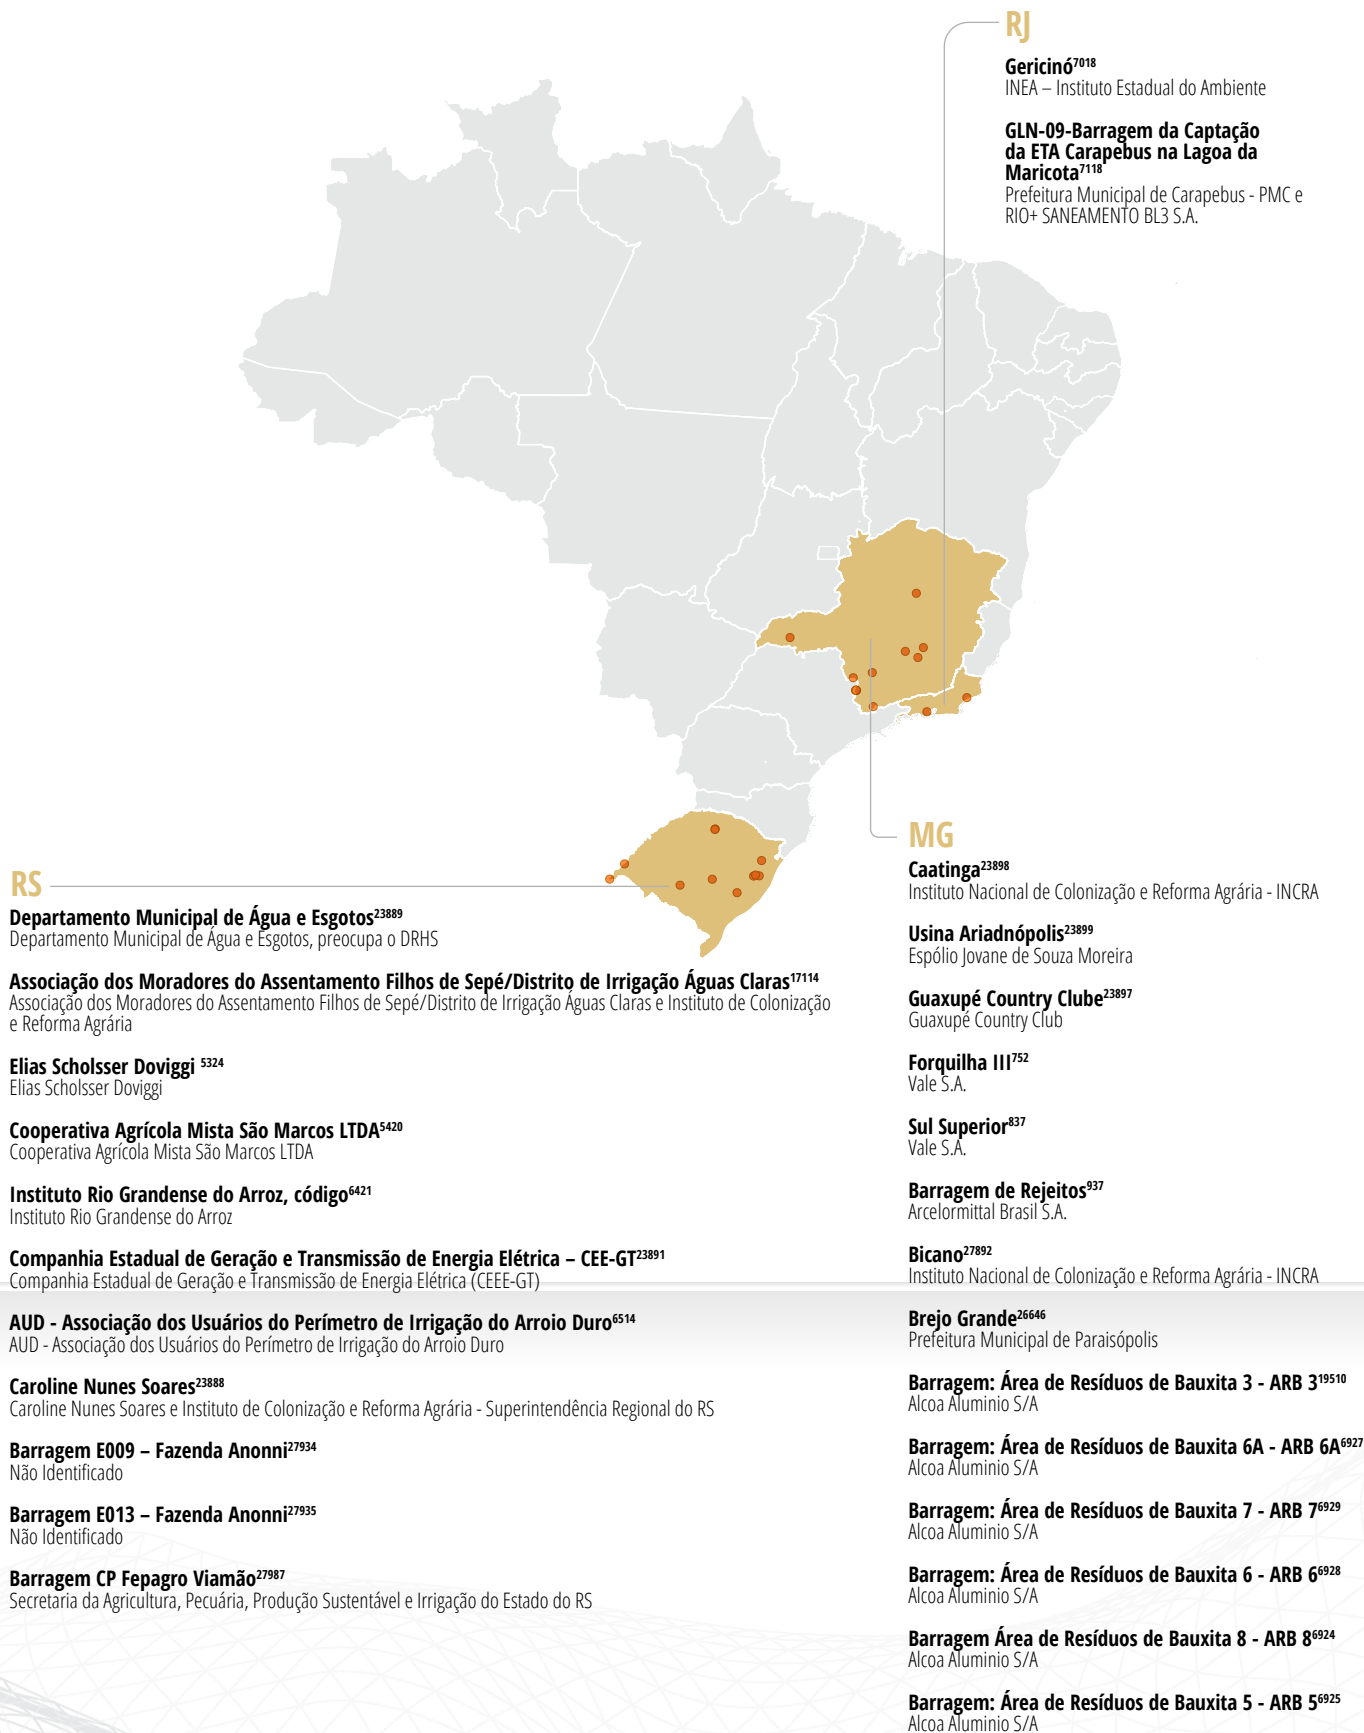 RJ
Gericinó7018
INEA – Instituto Estadual do Ambiente
GLN-09-Barragem da Captação
da ETA Carapebus na Lagoa da
Maricota7118
Prefeitura Municipal de Carapebus - PMC e
RIO+ SANEAMENTO BL3 S.A.
RS
Departamento Municipal de Água e Esgotos23889
Departamento Municipal de Água e Esgotos, preocupa o DRHS
Associação dos Moradores do Assentamento Filhos de Sepé/Distrito de Irrigação Águas Claras17114
Associação dos Moradores do Assentamento Filhos de Sepé/Distrito de Irrigação Águas Claras e Instituto de Colonização
e Reforma Agrária
Elias Scholsser Doviggi 5324
Elias Scholsser Doviggi
Cooperativa Agrícola Mista São Marcos LTDA5420
Cooperativa Agrícola Mista São Marcos LTDA
Instituto Rio Grandense do Arroz, código6421
Instituto Rio Grandense do Arroz
Companhia Estadual de Geração e Transmissão de Energia Elétrica – CEE-GT23891
Companhia Estadual de Geração e Transmissão de Energia Elétrica (CEEE-GT)
AUD - Associação dos Usuários do Perímetro de Irrigação do Arroio Duro6514
AUD - Associação dos Usuários do Perímetro de Irrigação do Arroio Duro
Caroline Nunes Soares23888
Caroline Nunes Soares e Instituto de Colonização e Reforma Agrária - Superintendência Regional do RS
Barragem E009 – Fazenda Anonni27934
Não Identificado
Barragem E013 – Fazenda Anonni27935
Não Identificado
Barragem CP Fepagro Viamão27987
Secretaria da Agricultura, Pecuária, Produção Sustentável e Irrigação do Estado do RS
MG
Caatinga23898
Instituto Nacional de Colonização e Reforma Agrária - INCRA
Usina Ariadnópolis23899
Espólio Jovane de Souza Moreira
Guaxupé Country Clube23897
Guaxupé Country Club
Forquilha III752
Vale S.A.
Sul Superior837
Vale S.A.
Barragem de Rejeitos937
Arcelormittal Brasil S.A.
Bicano27892
Instituto Nacional de Colonização e Reforma Agrária - INCRA
Brejo Grande26646
Prefeitura Municipal de Paraisópolis
Barragem: Área de Resíduos de Bauxita 3 - ARB 319510
Alcoa Aluminio S/A
Barragem: Área de Resíduos de Bauxita 6A - ARB 6A6927
Alcoa Aluminio S/A
Barragem: Área de Resíduos de Bauxita 7 - ARB 76929
Alcoa Aluminio S/A
Barragem: Área de Resíduos de Bauxita 6 - ARB 66928
Alcoa Aluminio S/A
Barragem Área de Resíduos de Bauxita 8 - ARB 86924
Alcoa Aluminio S/A
Barragem: Área de Resíduos de Bauxita 5 - ARB 56925
Alcoa Aluminio S/A